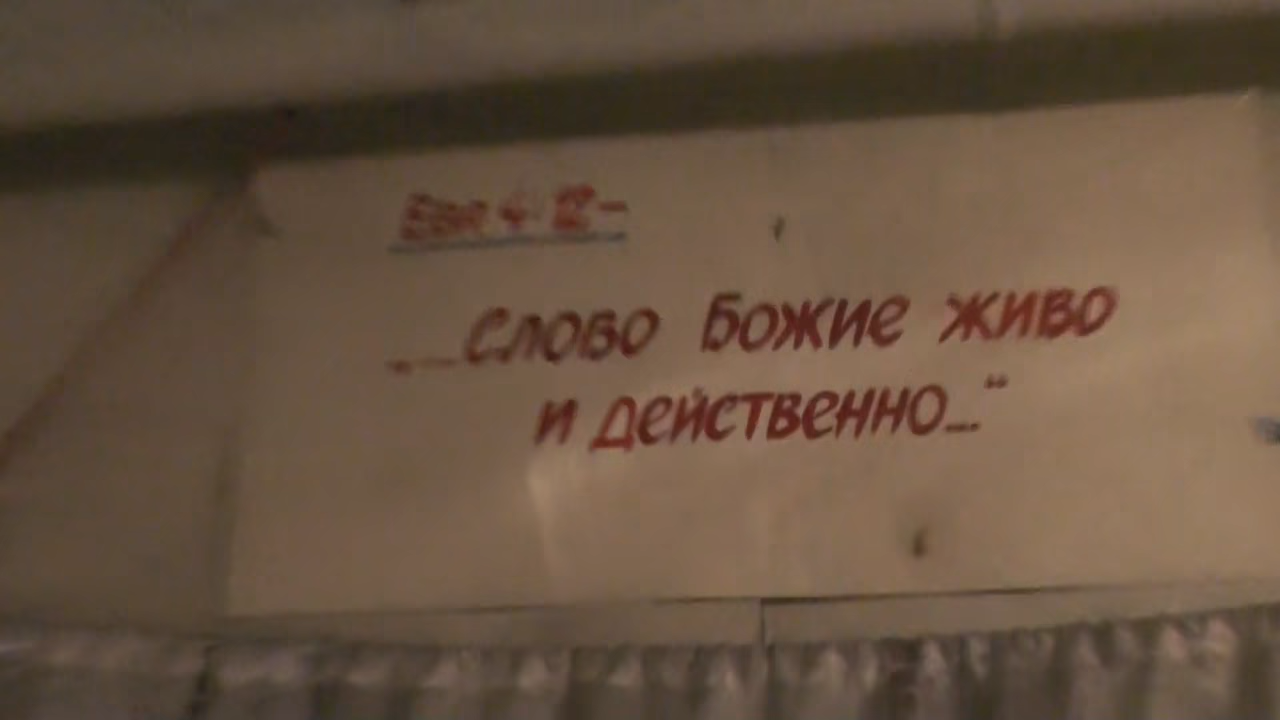 Евр 4:12–
„...Слово Божие живо
и действенно...“